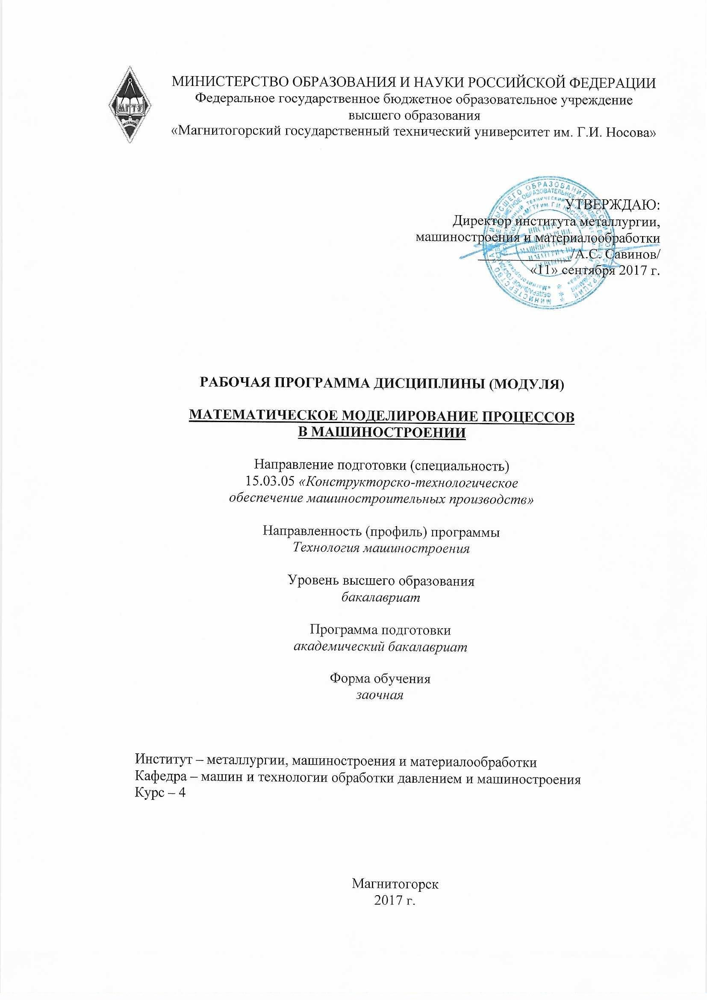 МИНИСТЕРСТВО ОБРАЗОВАНИЯ И НАУКИ РОССИЙСКОЙ ФЕДЕРАЦИИ
Федеральное государственное бюджетное образовательное учреждение
высшего образования
«Магнитогорский государственный технический университет им. Г.И. Носова»
МГТУ
УТВЕРЖДАЮ:
Директор института металлургии,
машиностроения и материалообработки
/А.С. Савинов/
«11» сентября 2017 г.
РАБОЧАЯ ПРОГРАММА ДИСЦИПЛИНЫ (МОДУЛЯ)
МАТЕМАТИЧЕСКОЕ МОДЕЛИРОВАНИЕ ПРОЦЕССОВ
В МАШИНОСТРОЕНИИ
Направление подготовки (специальность)
15.03.05 «Конструкторско-технологическое
обеспечение машиностроительных производств»
Направленность (профиль) программы
Технология машиностроения
Уровень высшего образования
бакалавриат
Программа подготовки
академический бакалавриат
Форма обучения
заочная
Институт – металлургии, машиностроения и материалообработки
Кафедра – машин и технологии обработки давлением и машиностроения
Курс – 4
Магнитогорск
2017 г.